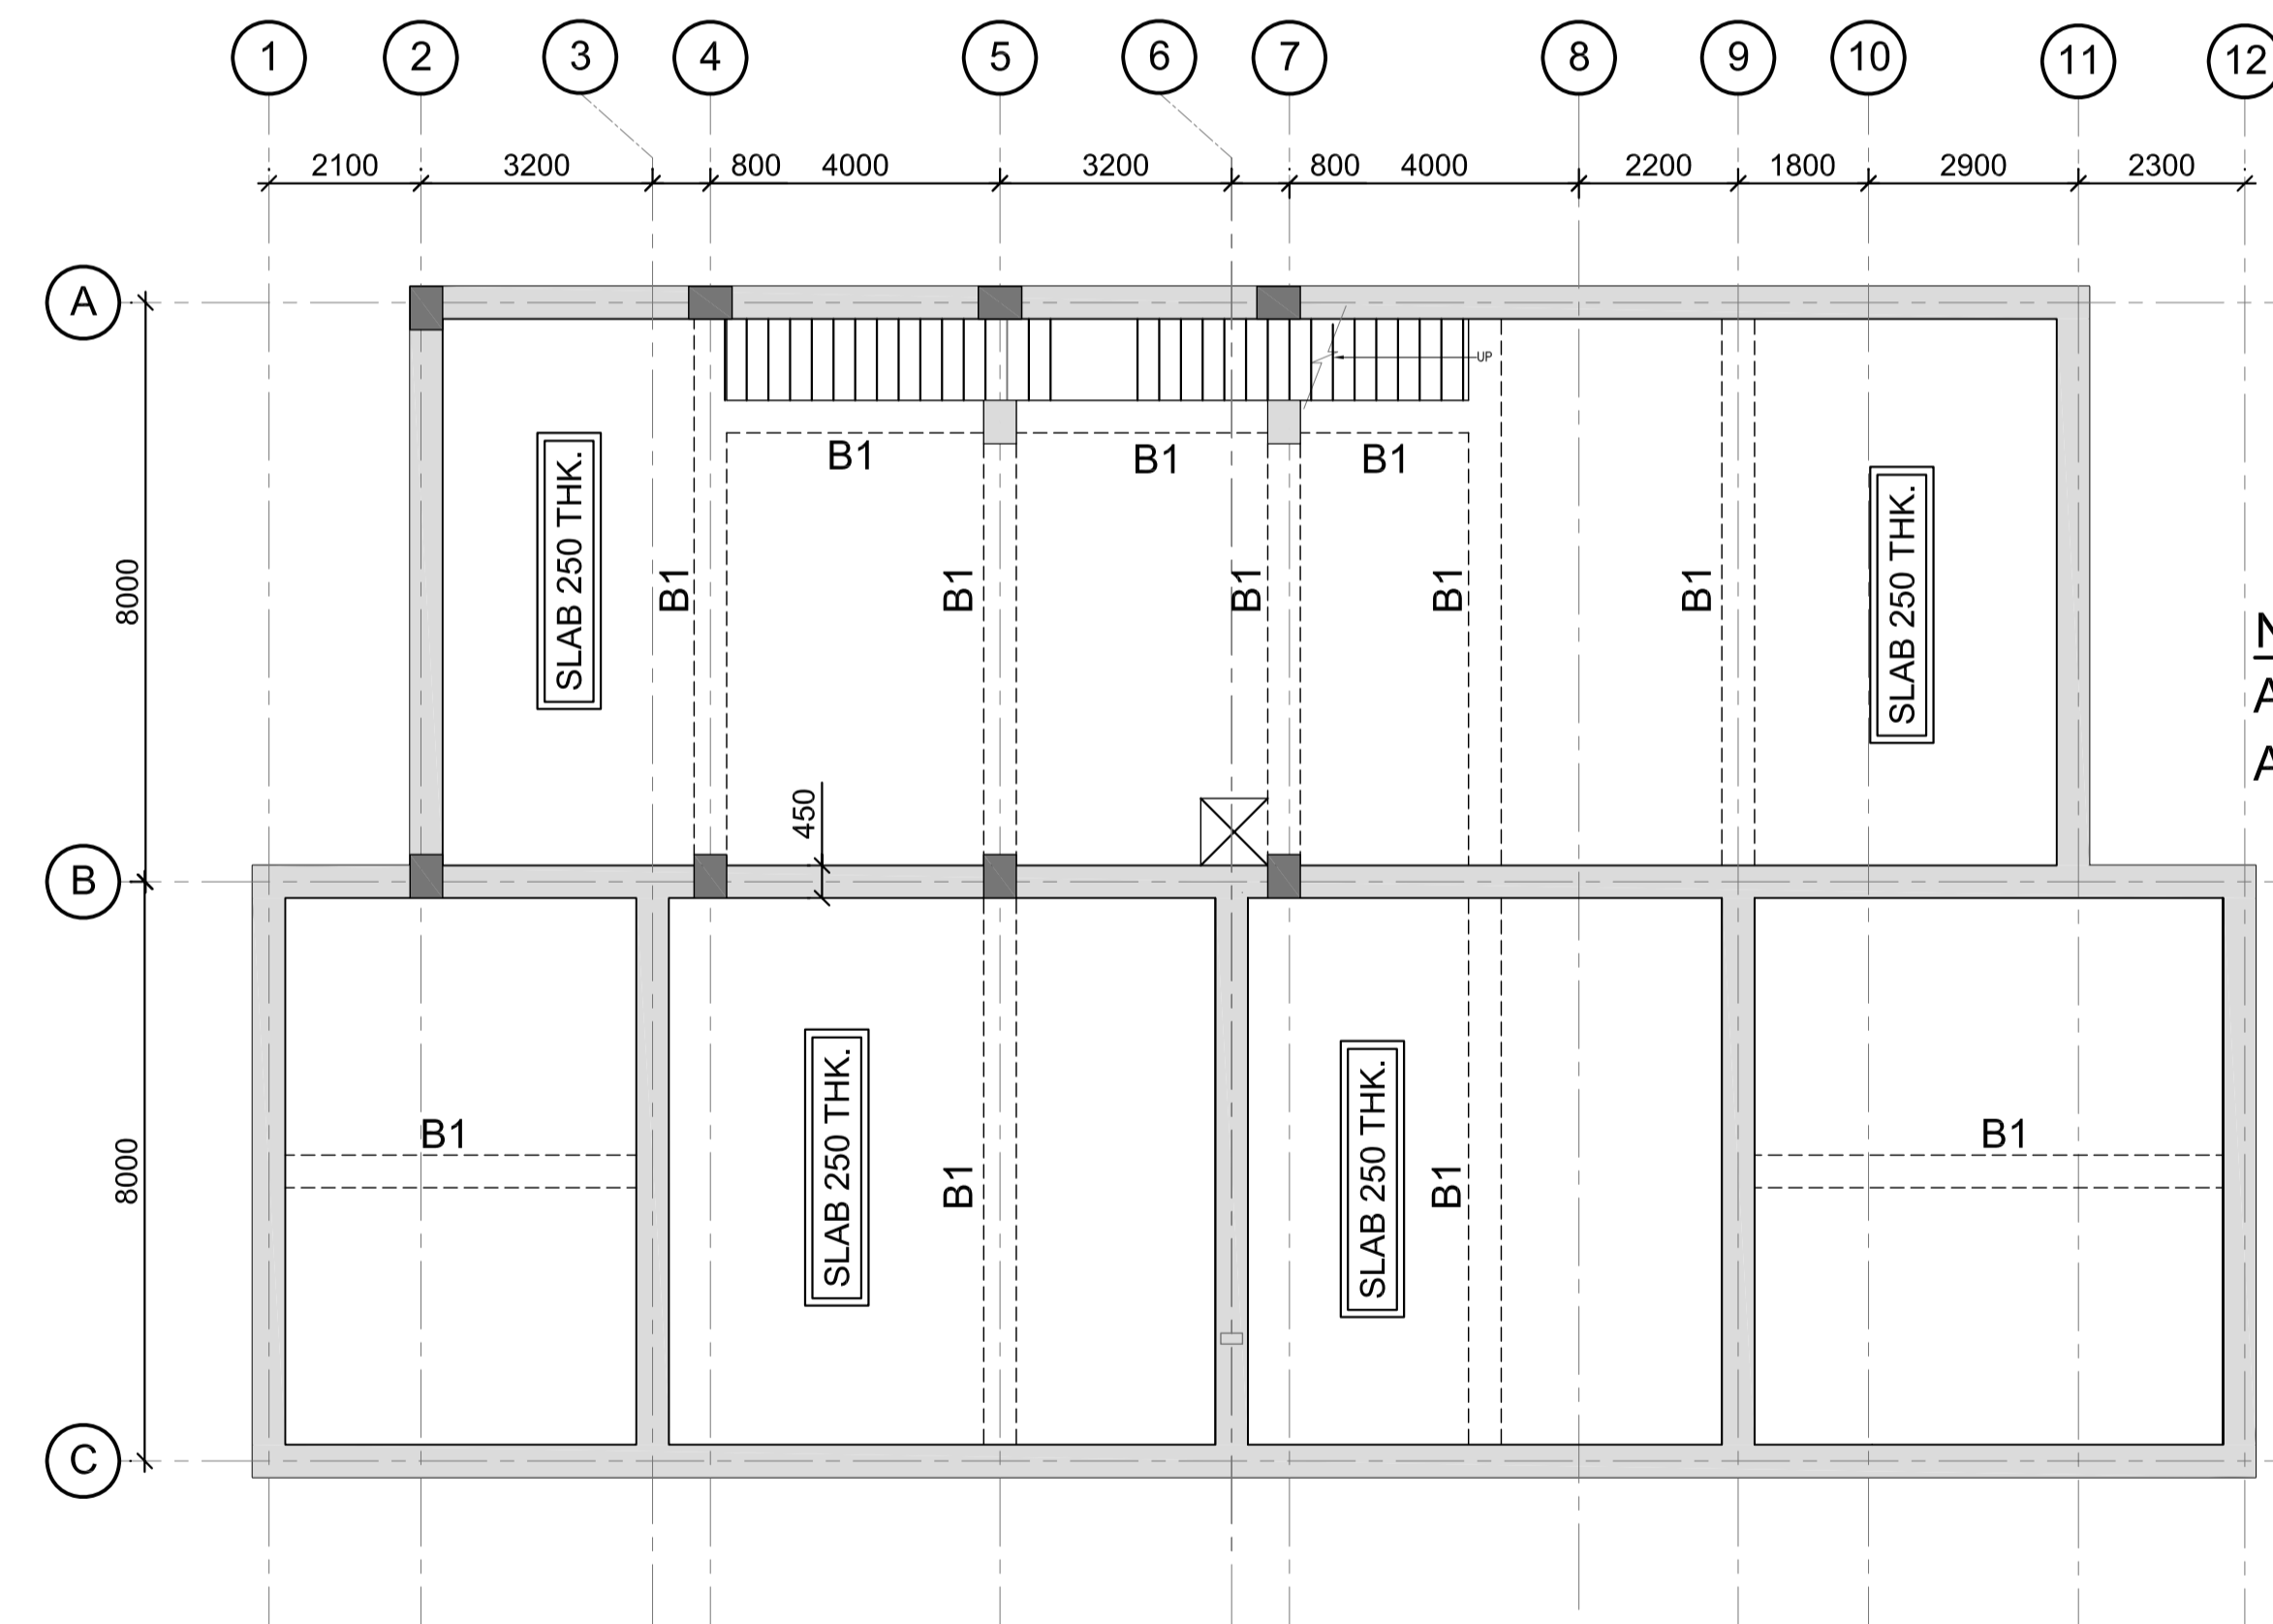 1 2 3 4 5 6 7 8 9 10 11 12
2100 3200 800 4000 3200 800 4000 2200 1800 2900 2300
A
UP
B1 B1 B1
SLAB 250 THK.
SLAB 250 THK.
8000
B1 B1 B1 B1 B1
N
A
A
450
B
B1 B1
SLAB 250 THK.
SLAB 250 THK.
8000
B1 B1
C